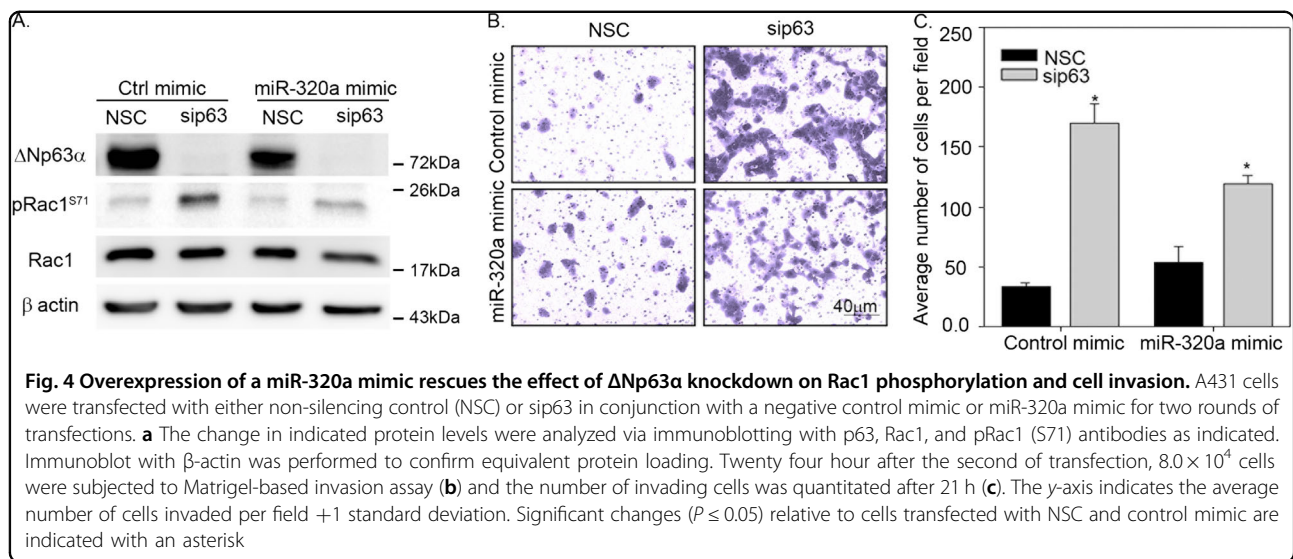 A.
Ctrl mimic
miR-320a mimic
NSC
sip63
NSC
sip63
ΔNp63α
– 72kDa
– 26kDa
pRac1S71
Rac1
– 17kDa
β actin
– 43kDa
B.
NSC
sip63
Control mimic
miR-320a mimic
40μm
C.
Average number of cells per field
250
200
150
100
50
0.0
NSC
sip63
*
*
Control mimic
miR-320a mimic
Fig. 4 Overexpression of a miR-320a mimic rescues the effect of ΔNp63α knockdown on Rac1 phosphorylation and cell invasion. A431 cells
were transfected with either non-silencing control (NSC) or sip63 in conjunction with a negative control mimic or miR-320a mimic for two rounds of
transfections. a The change in indicated protein levels were analyzed via immunoblotting with p63, Rac1, and pRac1 (S71) antibodies as indicated.
Immunoblot with β-actin was performed to confirm equivalent protein loading. Twenty four hour after the second of transfection, 8.0 × 10⁴ cells
were subjected to Matrigel-based invasion assay (b) and the number of invading cells was quantitated after 21 h (c). The y-axis indicates the average
number of cells invaded per field +1 standard deviation. Significant changes (P ≤ 0.05) relative to cells transfected with NSC and control mimic are
indicated with an asterisk